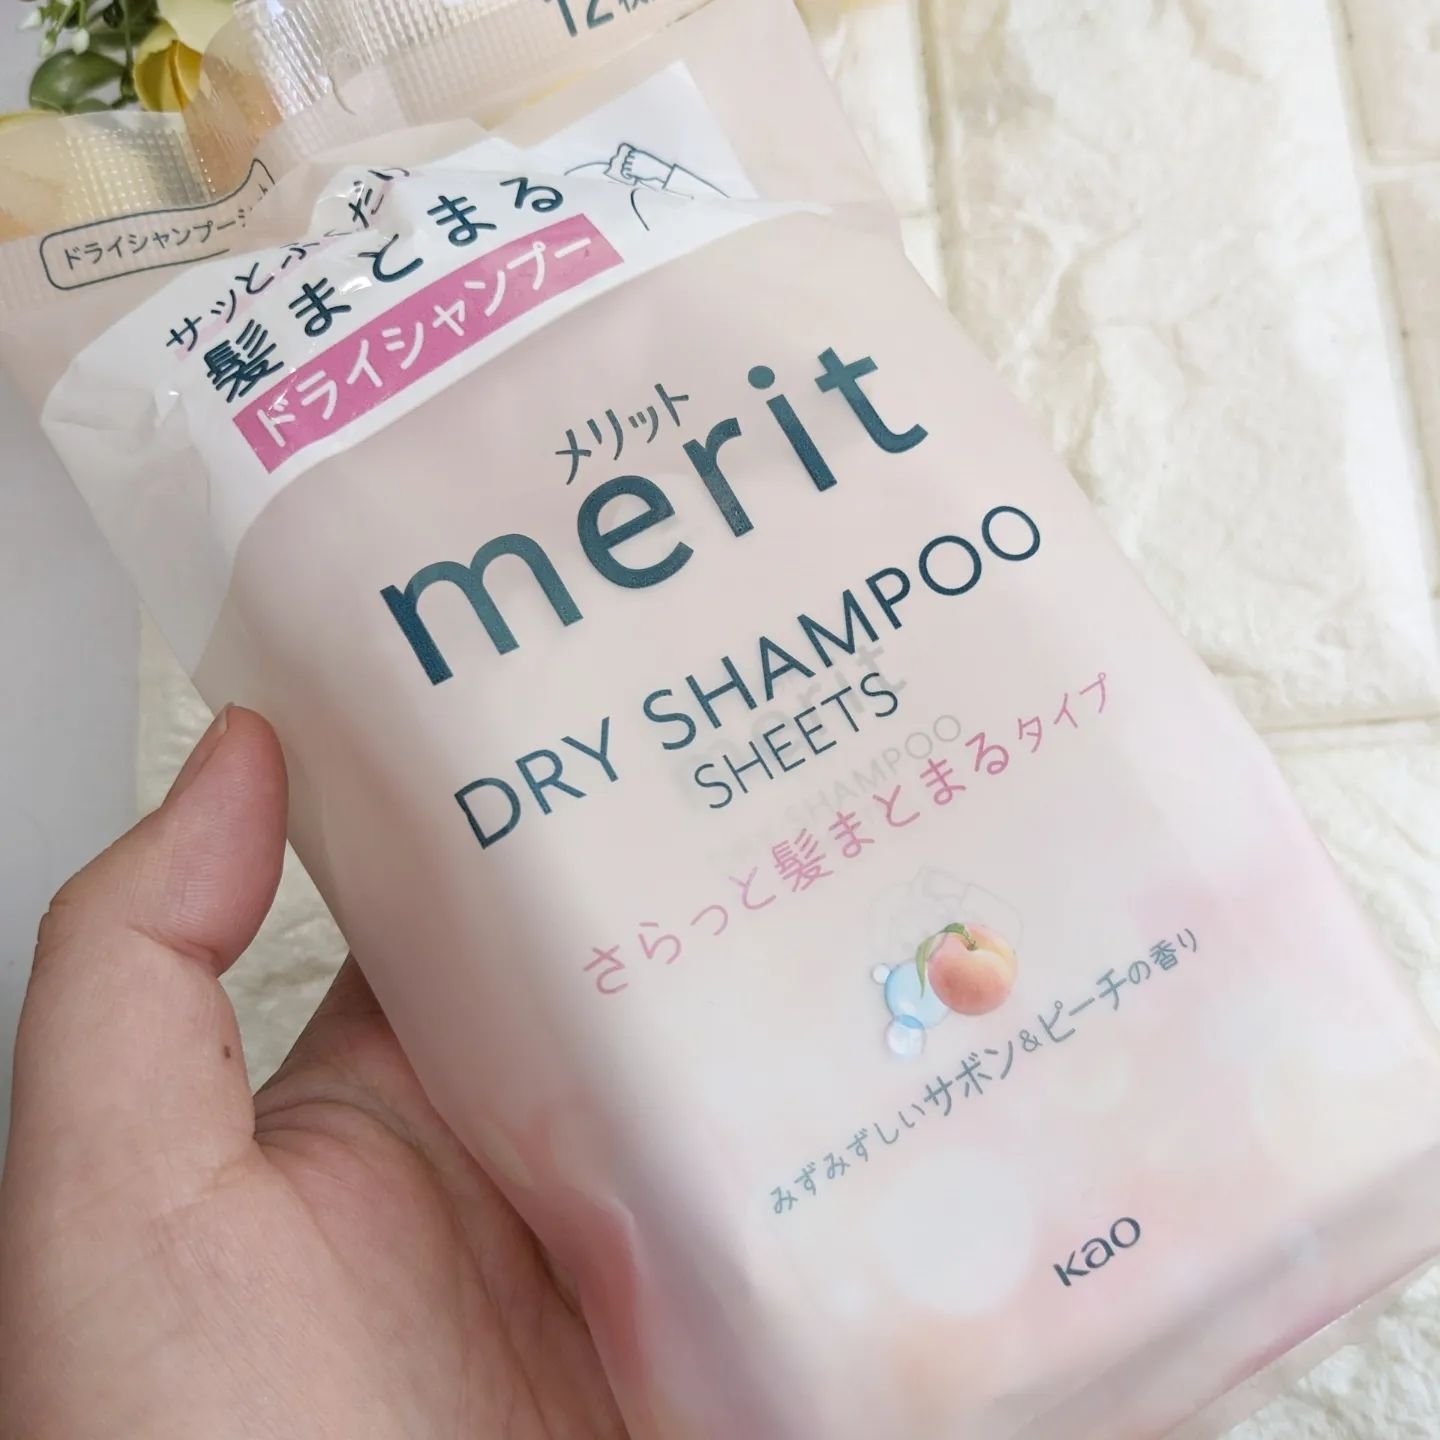 12枚
ドライシャンプーシート
サッとふくだけ
髪まとまる
ドライシャンプー
メリット
merit
DRY SHAMPOO
SHEETS
さらっと髪まとまるタイプ
みずみずしいサボン&ピーチの香り
Kao